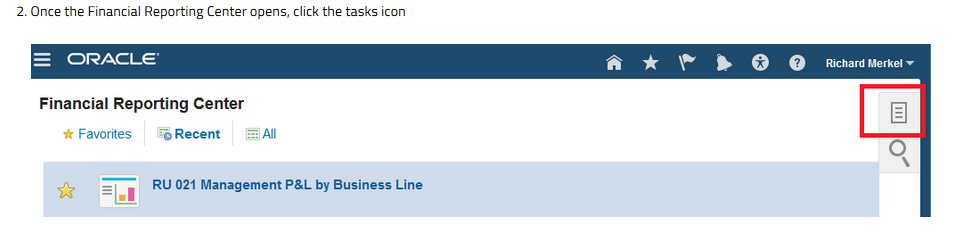 2. Once the Financial Reporting Center opens, click the tasks icon
ORACLE
Richard Merkel
Financial Reporting Center
Favorites Recent All
RU 021 Management P&L by Business Line